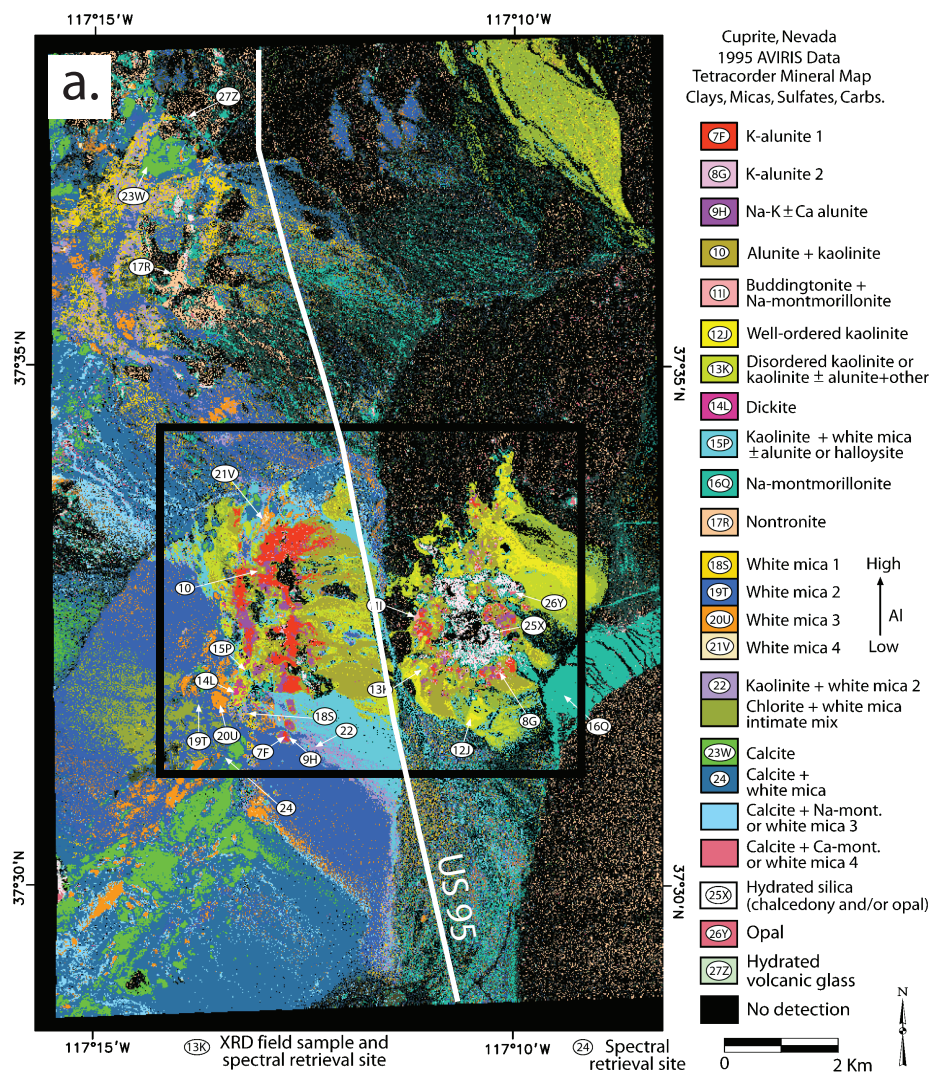 117°15'W
117°10'W
a.
27Z
23W
17R
37°35'N
37°35'N
21V
10
11I
26Y
25X
15P
14L
13K
18S
22
8G
16Q
19T
20U
7F
9H
12J
24
37°30'N
37°30'N
US 95
117°15'W
117°10'W
13K XRD field sample and
spectral retrieval site
24 Spectral
retrieval site
Cuprite, Nevada
1995 AVIRIS Data
Tetracorder Mineral Map
Clays, Micas, Sulfates, Carbs.
7F K-alunite 1
8G K-alunite 2
9H Na-K±Ca alunite
10 Alunite + kaolinite
11I Buddingtonite +
Na-montmorillonite
12J Well-ordered kaolinite
13K Disordered kaolinite or
kaolinite ± alunite+other
14L Dickite
15P Kaolinite + white mica
±alunite or halloysite
16Q Na-montmorillonite
17R Nontronite
18S White mica 1 High
19T White mica 2
20U White mica 3 Al
21V White mica 4 Low
22 Kaolinite + white mica 2
Chlorite + white mica
intimate mix
23W Calcite
24 Calcite +
white mica
Calcite + Na-mont.
or white mica 3
Calcite + Ca-mont.
or white mica 4
25X Hydrated silica
(chalcedony and/or opal)
26Y Opal
27Z Hydrated
volcanic glass
No detection
N
0 2 Km